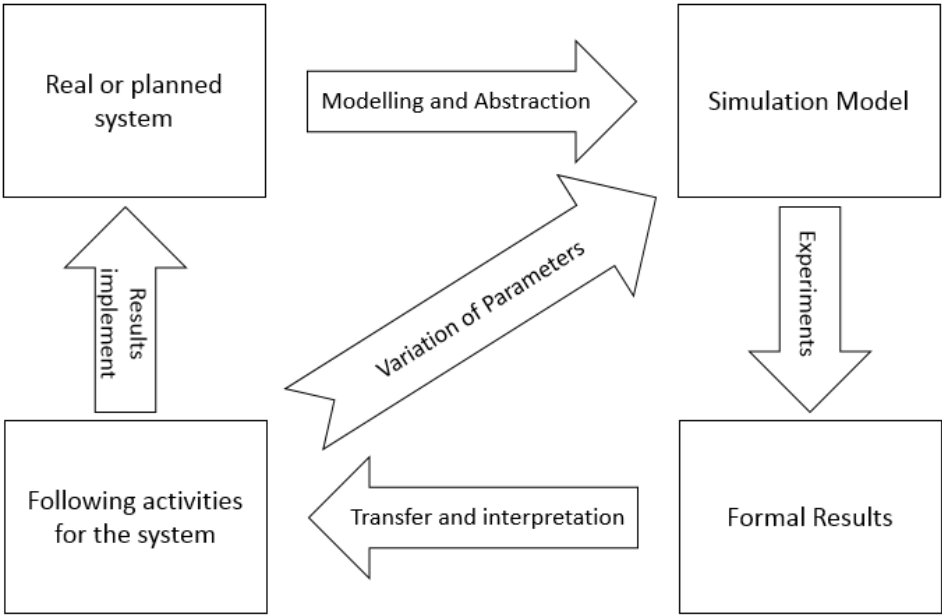 Real or planned
system
Modelling and Abstraction
Simulation Model
Results
implement
Variation of Parameters
Experiments
Following activities
for the system
Transfer and interpretation
Formal Results